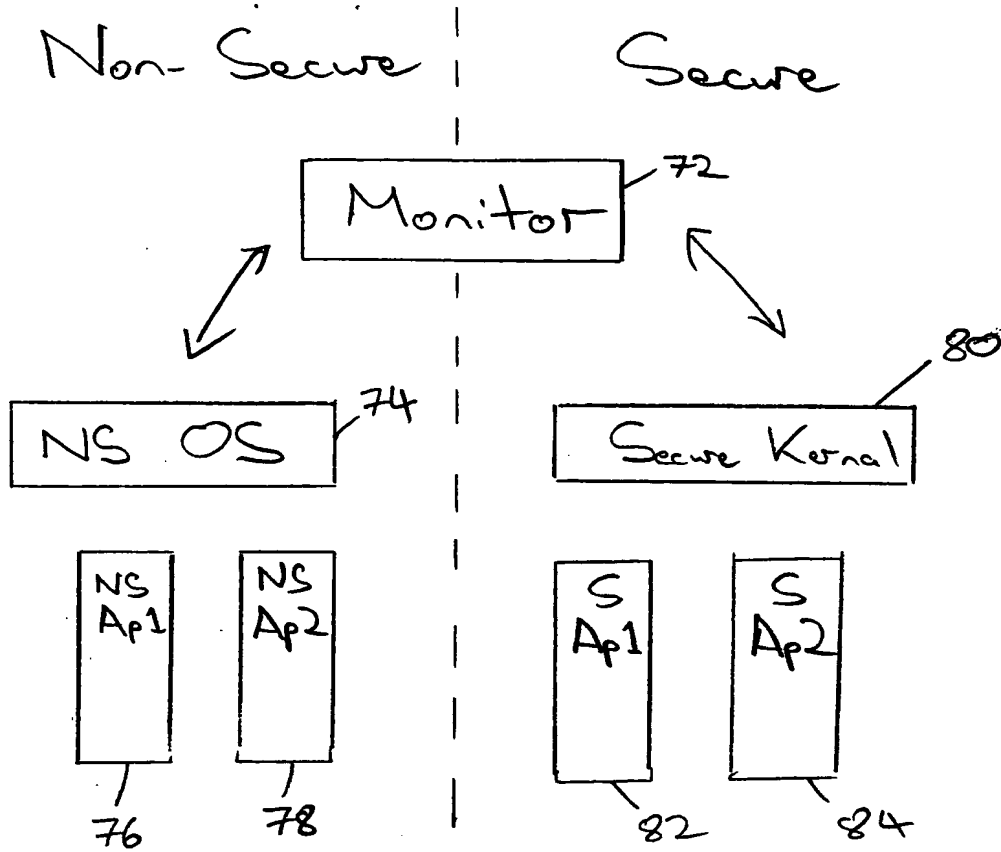 Non-Secure
Secure
Monitor
72
NS OS
74
Secure Kernal
80
NS
Ap1
NS
Ap2
S
Ap1
S
Ap2
76
78
82
84